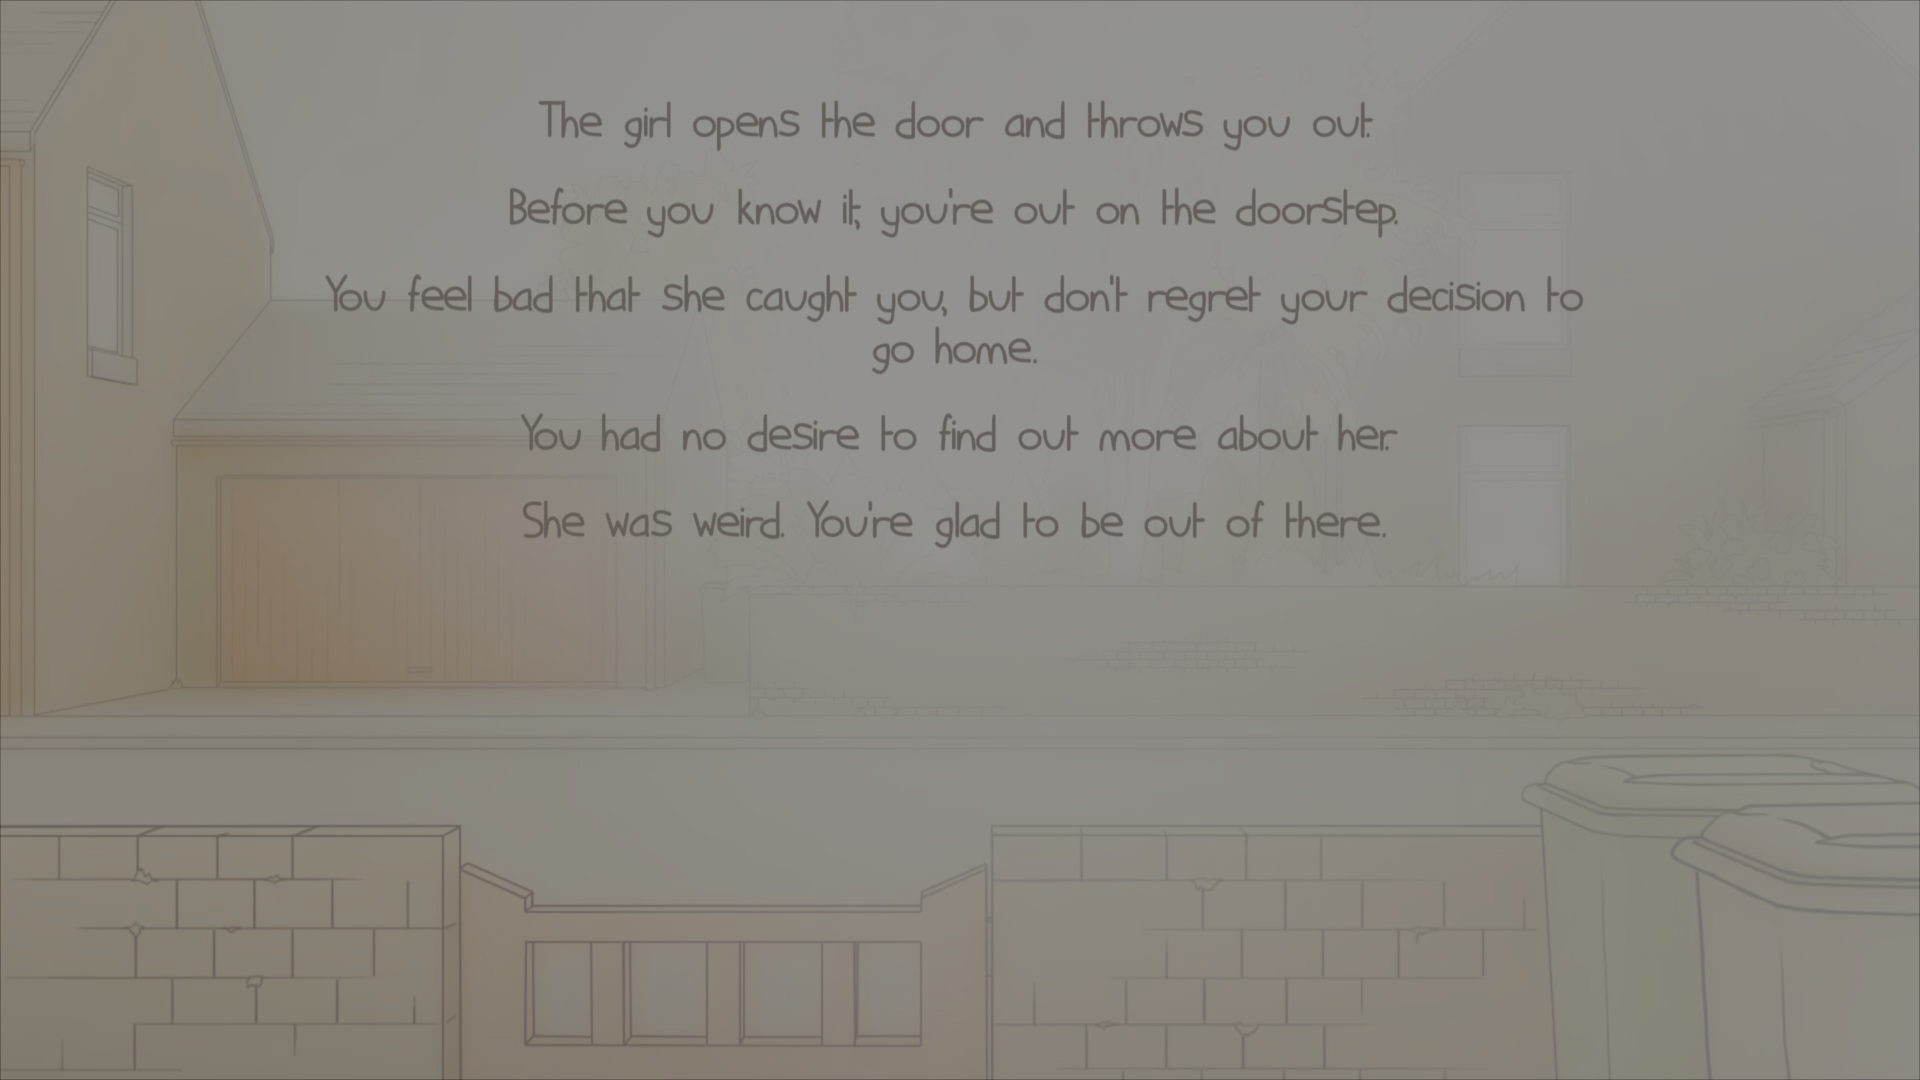 The girl opens the door and throws you out.
Before you know it, you're out on the doorstep.
You feel bad that she caught you, but don't regret your decision to
go home.
You had no desire to find out more about her.
She was weird. You're glad to be out of there.